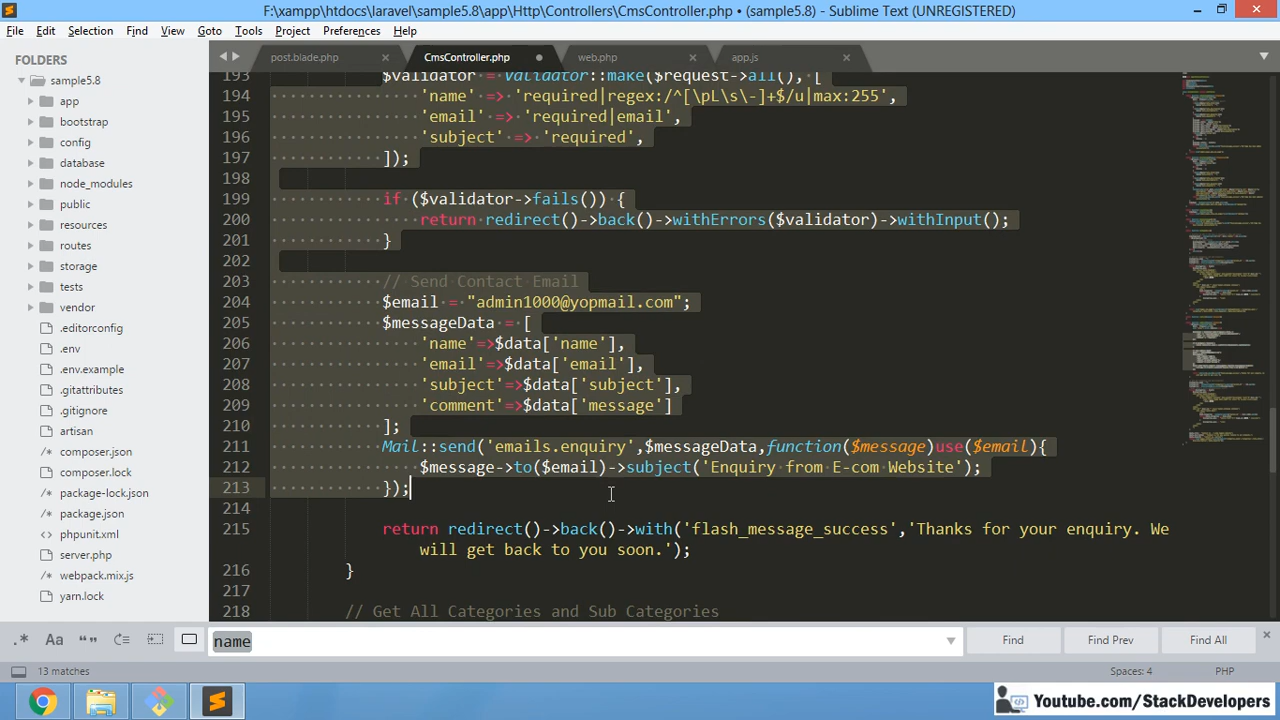 F:\xampp\htdocs\laravel\sample5.8\app\Http\Controllers\CmsController.php • (sample5.8) - Sublime Text (UNREGISTERED)
File Edit Selection Find View Goto Tools Project Preferences Help
FOLDERS
sample5.8
app
bootstrap
config
database
node_modules
public
resources
routes
storage
tests
vendor
.editorconfig
.env
.env.example
.gitattributes
.gitignore
artisan
composer.json
composer.lock
package-lock.json
package.json
phpunit.xml
server.php
webpack.mix.js
yarn.lock
post.blade.php CmsController.php web.php app.js
193 $validator = Validator::make($request->all(), [
194 'name' => 'required|regex:/^[\pL\s\-]+$/u|max:255',
195 'email' => 'required|email',
196 'subject' => 'required',
197 ]);
198
199 if ($validator->fails()) {
200 return redirect()->back()->withErrors($validator)->withInput();
201 }
202
203 // Send Contact Email
204 $email = "admin1000@yopmail.com";
205 $messageData = [
206 'name'=>$data['name'],
207 'email'=>$data['email'],
208 'subject'=>$data['subject'],
209 'comment'=>$data['message']
210 ];
211 Mail::send('emails.enquiry',$messageData,function($message)use($email){
212 $message->to($email)->subject('Enquiry from E-com Website');
213 });
214
215 return redirect()->back()->with('flash_message_success','Thanks for your enquiry. We
will get back to you soon.');
216 }
217
218 // Get All Categories and Sub Categories
name Find Find Prev Find All
13 matches Spaces: 4 PHP
Youtube.com/StackDevelopers